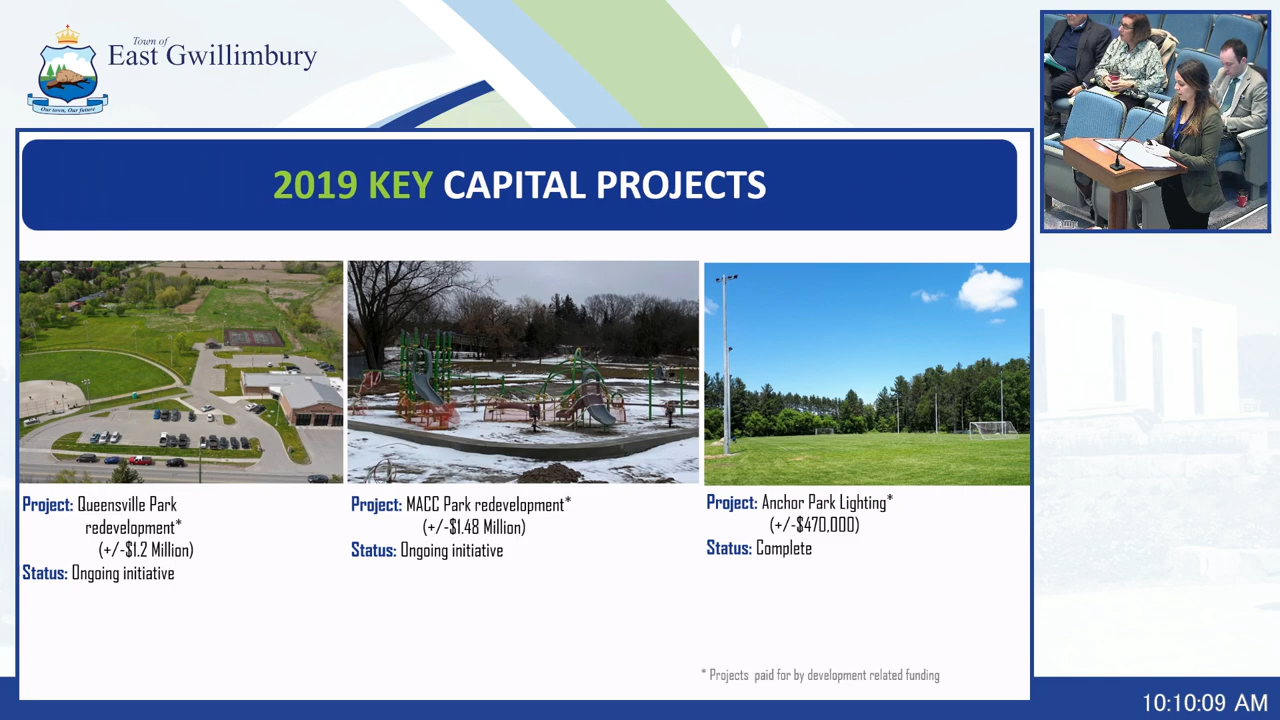 Town of
East Gwillimbury
Our town, Our future
2019 KEY CAPITAL PROJECTS
Project: Queensville Park
redevelopment*
(+/-$1.2 Million)
Status: Ongoing initiative
Project: MACC Park redevelopment*
(+/-$1.48 Million)
Status: Ongoing initiative
Project: Anchor Park Lighting*
(+/-$470,000)
Status: Complete
* Projects paid for by development related funding
10:10:09 AM